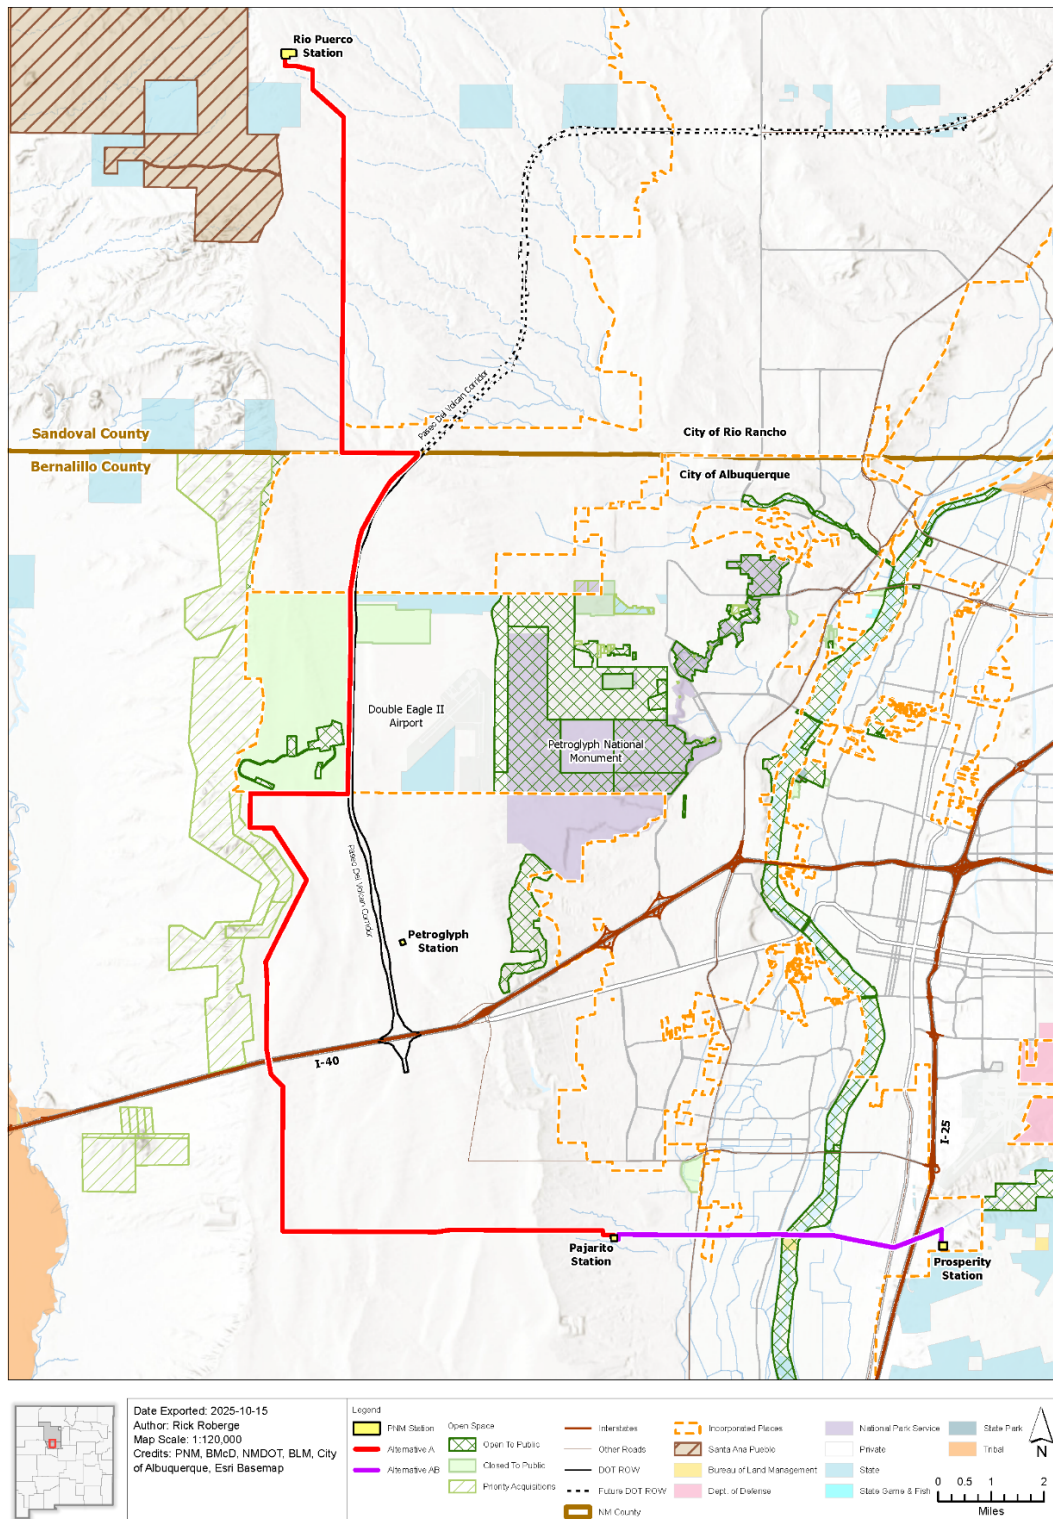 Rio Puerco
Station
Paseo Del Volcan Corridor
Sandoval County
Bernalillo County
City of Rio Rancho
City of Albuquerque
Double Eagle II
Airport
Petroglyph National
Monument
Paseo Del Volcan Corridor
Petroglyph
Station
I-40
I-25
Pajarito
Station
Prosperity
Station
Date Exported: 2025-10-15
Author: Rick Roberge
Map Scale: 1:120,000
Credits: PNM, BMcD, NMDOT, BLM, City
of Albuquerque, Esri Basemap
Legend
PNM Station
Alternative A
Alternative AB
Open Space
Open To Public
Closed To Public
Priority Acquisitions
Interstates
Other Roads
DOT ROW
Future DOT ROW
NM County
Incorporated Places
Santa Ana Pueblo
Bureau of Land Management
Dept. of Defense
National Park Service
Private
State
State Game & Fish
State Park
Tribal
N
0 0.5 1 2
Miles